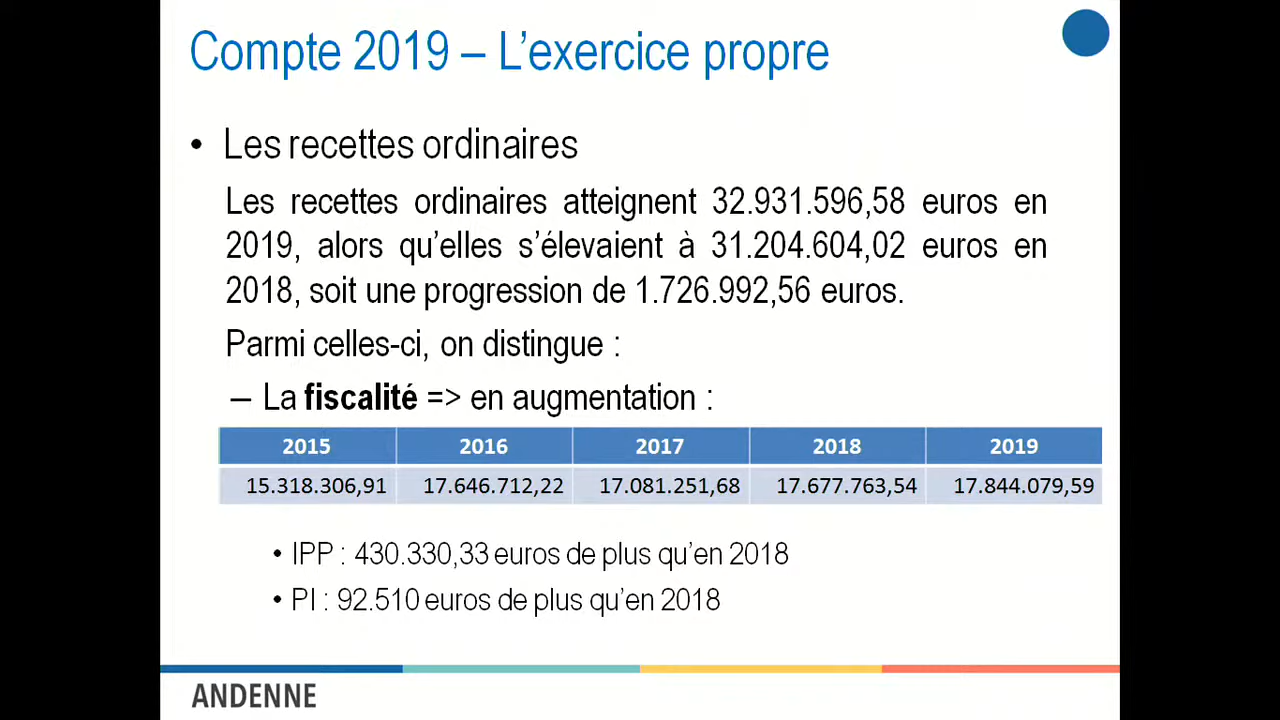 Compte 2019 – L’exercice propre
• Les recettes ordinaires
Les recettes ordinaires atteignent 32.931.596,58 euros en
2019, alors qu’elles s’élevaient à 31.204.604,02 euros en
2018, soit une progression de 1.726.992,56 euros.
Parmi celles-ci, on distingue :
– La fiscalité => en augmentation :
2015 2016 2017 2018 2019
15.318.306,91 17.646.712,22 17.081.251,68 17.677.763,54 17.844.079,59
• IPP : 430.330,33 euros de plus qu’en 2018
• PI : 92.510 euros de plus qu’en 2018
ANDENNE